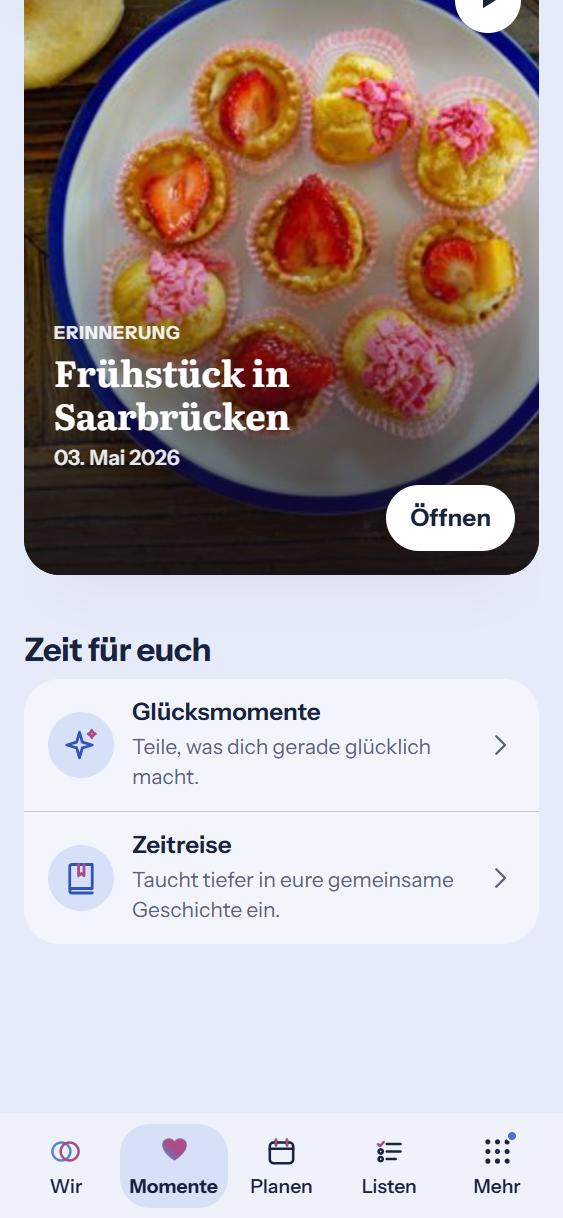 ERINNERUNG
Frühstück in
Saarbrücken
03. Mai 2026
Öffnen
Zeit für euch
Glücksmomente
Teile, was dich gerade glücklich
macht.
Zeitreise
Taucht tiefer in eure gemeinsame
Geschichte ein.
Wir
Momente
Planen
Listen
Mehr